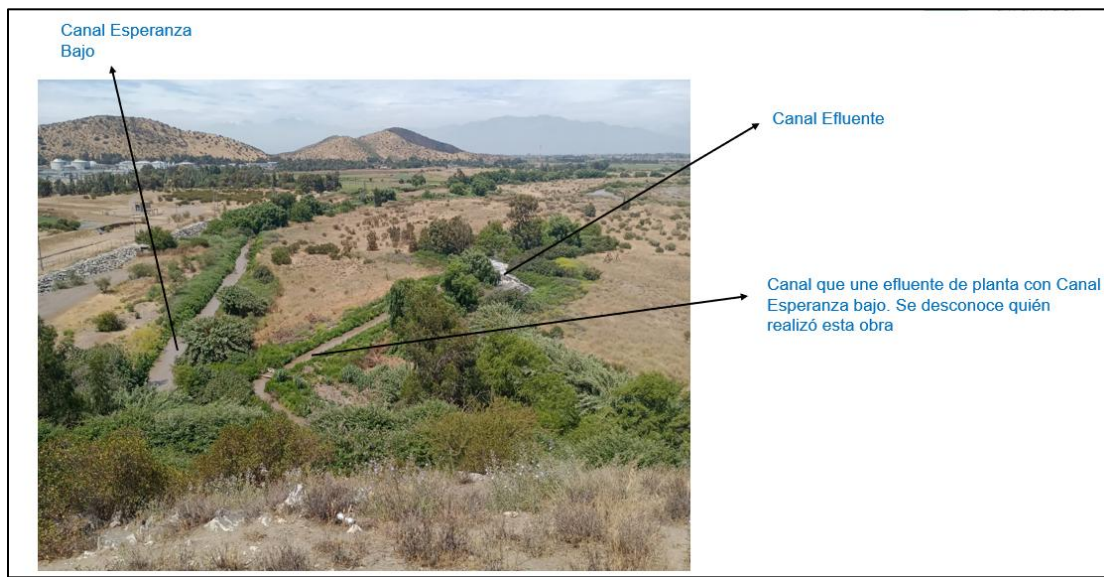 Canal Esperanza
Bajo
Canal Efluente
Canal que une efluente de planta con Canal
Esperanza bajo. Se desconoce quién
realizó esta obra